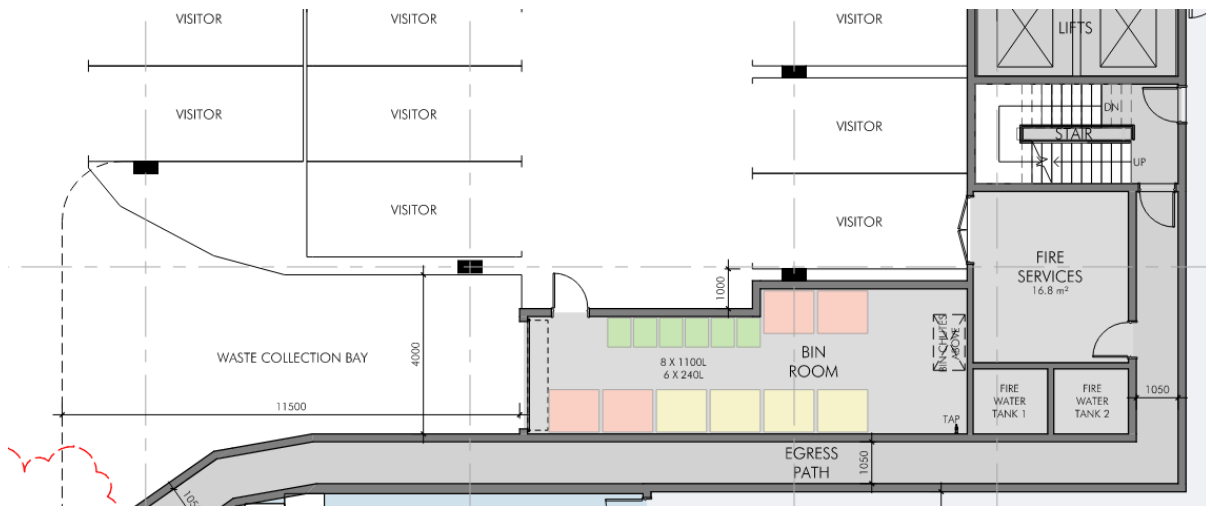 VISITOR
VISITOR
VISITOR
LIFTS
VISITOR
VISITOR
VISITOR
DN
STAIR
UP
VISITOR
VISITOR
FIRE
SERVICES
16.8 m²
1000
4000
WASTE COLLECTION BAY
8 X 1100L
6 X 240L
BIN
ROOM
BIN CHUTES
ABOVE
FIRE
WATER
TANK 1
FIRE
WATER
TANK 2
1050
11500
TAP
EGRESS
PATH
1050